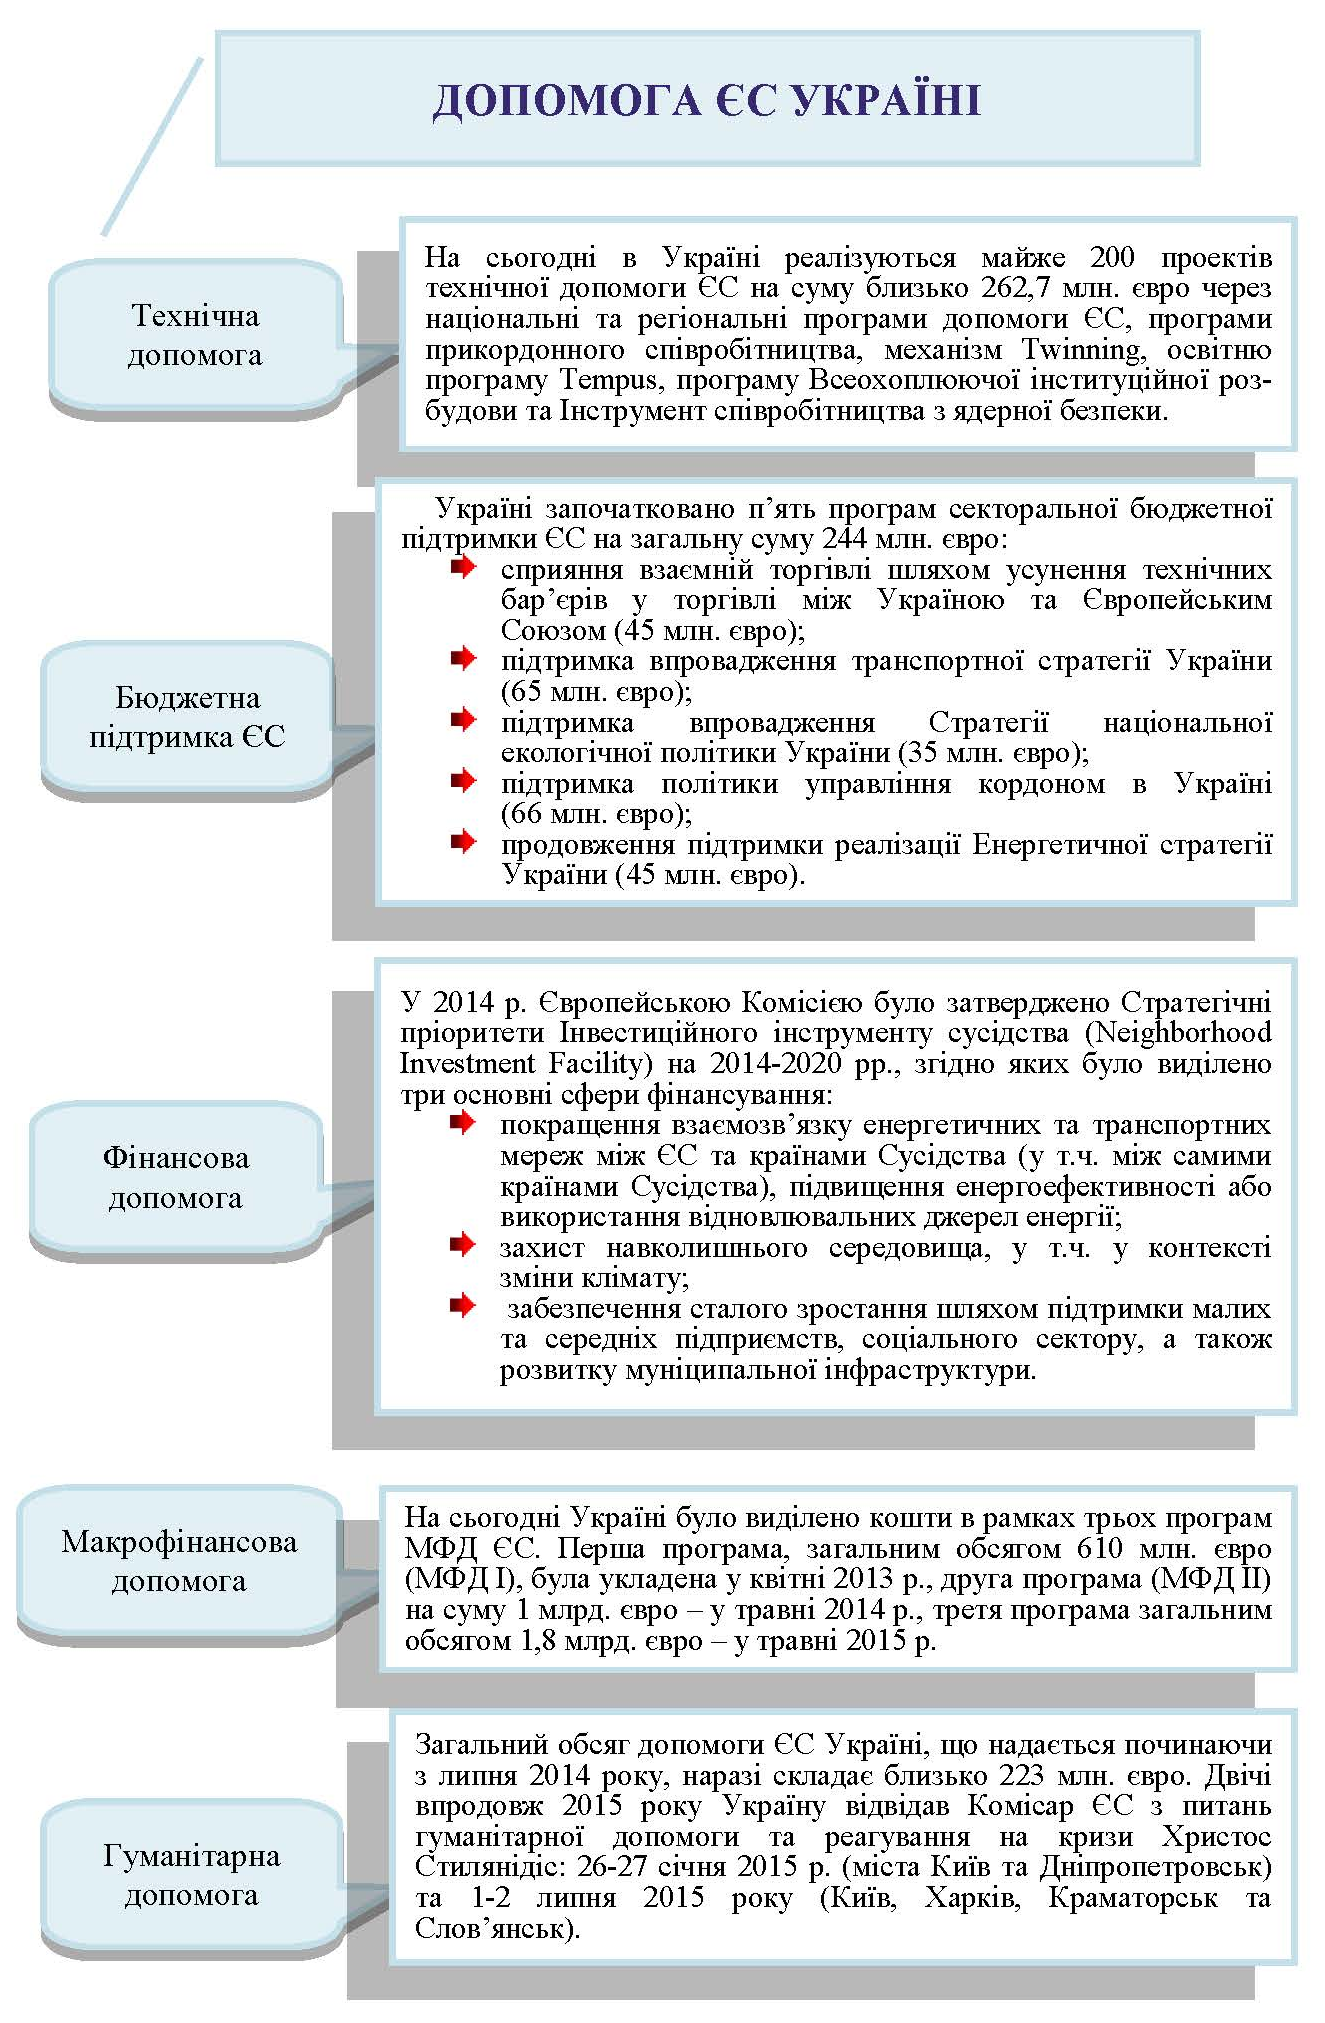 ДОПОМОГА ЄС УКРАЇНІ
Технічна
допомога
На сьогодні в Україні реалізуються майже 200 проектів
технічної допомоги ЄС на суму близько 262,7 млн. євро через
національні та регіональні програми допомоги ЄС, програми
прикордонного співробітництва, механізм Twinning, освітню
програму Tempus, програму Всеохоплюючої інституційної роз-
будови та Інструмент співробітництва з ядерної безпеки.
Бюджетна
підтримка ЄС
Україні започатковано п’ять програм секторальної бюджетної
підтримки ЄС на загальну суму 244 млн. євро:
сприяння взаємній торгівлі шляхом усунення технічних
бар’єрів у торгівлі між Україною та Європейським
Союзом (45 млн. євро);
підтримка впровадження транспортної стратегії України
(65 млн. євро);
підтримка впровадження Стратегії національної
екологічної політики України (35 млн. євро);
підтримка політики управління кордоном в Україні
(66 млн. євро);
продовження підтримки реалізації Енергетичної стратегії
України (45 млн. євро).
Фінансова
допомога
У 2014 р. Європейською Комісією було затверджено Стратегічні
пріоритети Інвестиційного інструменту сусідства (Neighborhood
Investment Facility) на 2014-2020 рр., згідно яких було виділено
три основні сфери фінансування:
покращення взаємозв’язку енергетичних та транспортних
мереж між ЄС та країнами Сусідства (у т.ч. між самими
країнами Сусідства), підвищення енергоефективності або
використання відновлювальних джерел енергії;
захист навколишнього середовища, у т.ч. у контексті
зміни клімату;
забезпечення сталого зростання шляхом підтримки малих
та середніх підприємств, соціального сектору, а також
розвитку муніципальної інфраструктури.
Макрофінансова
допомога
На сьогодні Україні було виділено кошти в рамках трьох програм
МФД ЄС. Перша програма, загальним обсягом 610 млн. євро
(МФД І), була укладена у квітні 2013 р., друга програма (МФД ІІ)
на суму 1 млрд. євро – у травні 2014 р., третя програма загальним
обсягом 1,8 млрд. євро – у травні 2015 р.
Гуманітарна
допомога
Загальний обсяг допомоги ЄС Україні, що надається починаючи
з липня 2014 року, наразі складає близько 223 млн. євро. Двічі
впродовж 2015 року Україну відвідав Комісар ЄС з питань
гуманітарної допомоги та реагування на кризи Христос
Стилянідіс: 26-27 січня 2015 р. (міста Київ та Дніпропетровськ)
та 1-2 липня 2015 року (Київ, Харків, Краматорськ та
Слов’янськ).